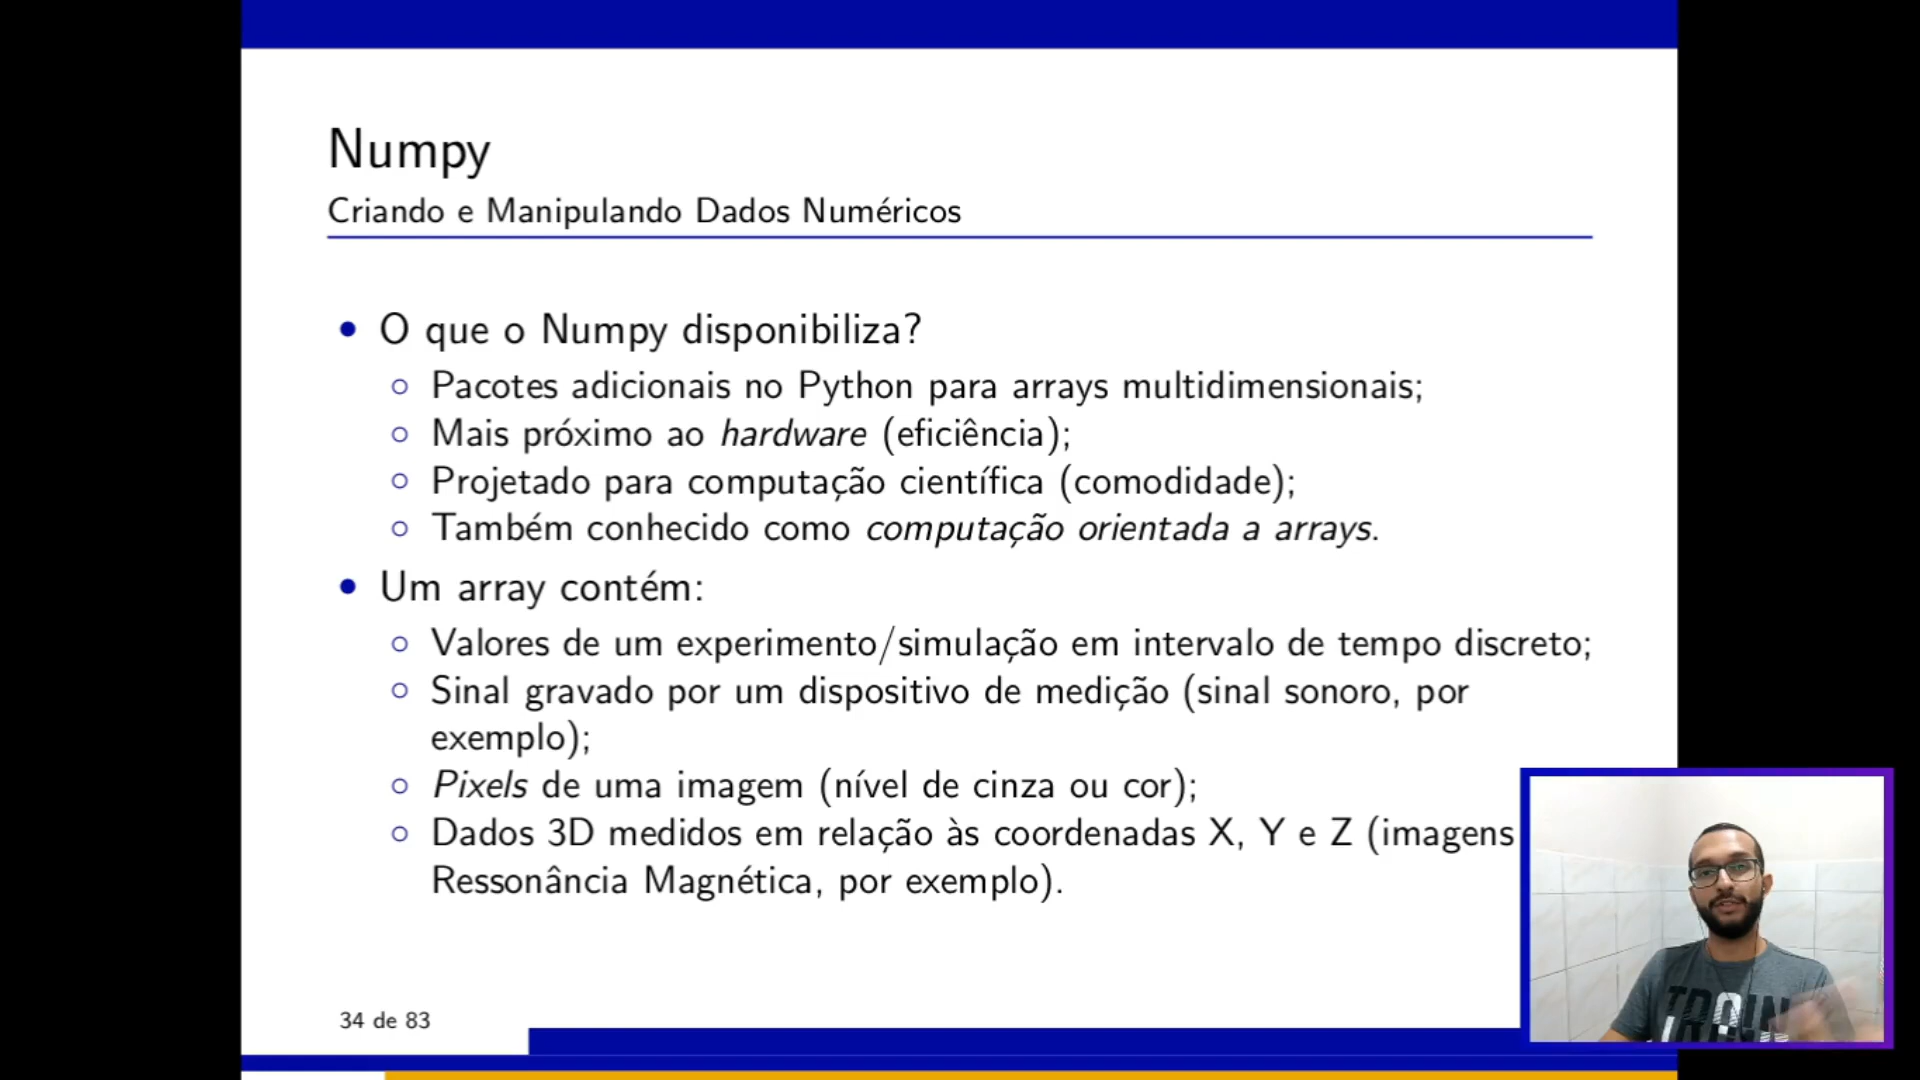 Numpy
Criando e Manipulando Dados Numéricos
• O que o Numpy disponibiliza?
○ Pacotes adicionais no Python para arrays multidimensionais;
○ Mais próximo ao hardware (eficiência);
○ Projetado para computação científica (comodidade);
○ Também conhecido como computação orientada a arrays.
• Um array contém:
○ Valores de um experimento/simulação em intervalo de tempo discreto;
○ Sinal gravado por um dispositivo de medição (sinal sonoro, por
exemplo);
○ Pixels de uma imagem (nível de cinza ou cor);
○ Dados 3D medidos em relação às coordenadas X, Y e Z (imagens
Ressonância Magnética, por exemplo).
34 de 83